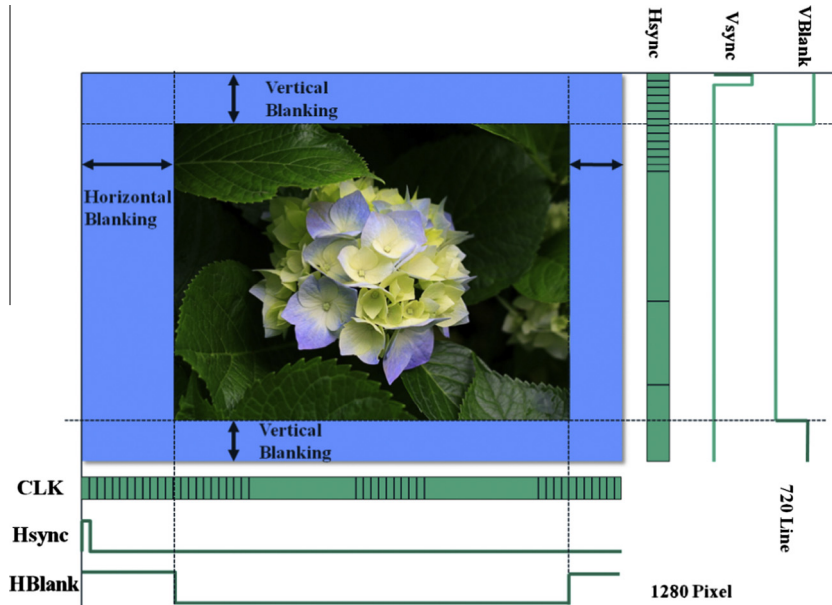 Hsync
Vsync
VBlank
Vertical
Blanking
Horizontal
Blanking
Vertical
Blanking
CLK
Hsync
HBlank
720 Line
1280 Pixel